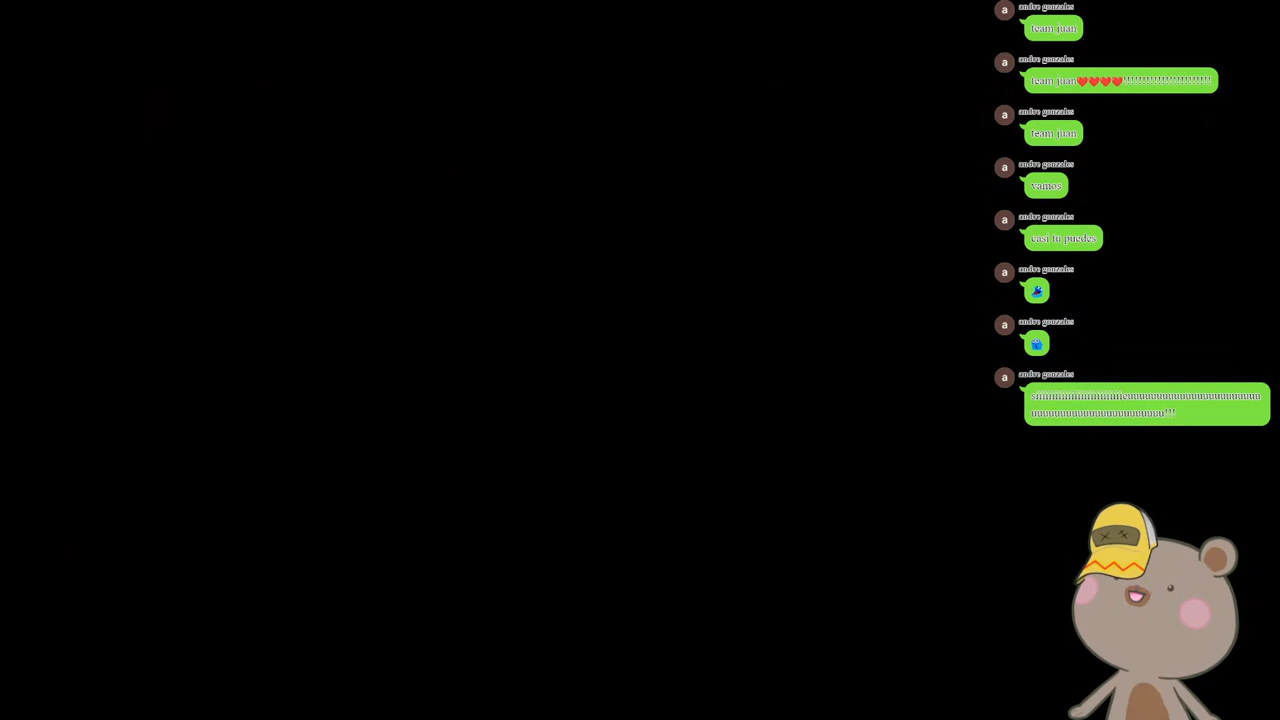 a
andre gonzales
team juan
a
andre gonzales
team juan❤️❤️❤️❤️!!!!!!!!!!!!!!!!!!!!!!!
a
andre gonzales
team juan
a
andre gonzales
vamos
a
andre gonzales
casi tu puedes
a
andre gonzales
a
andre gonzales
a
andre gonzales